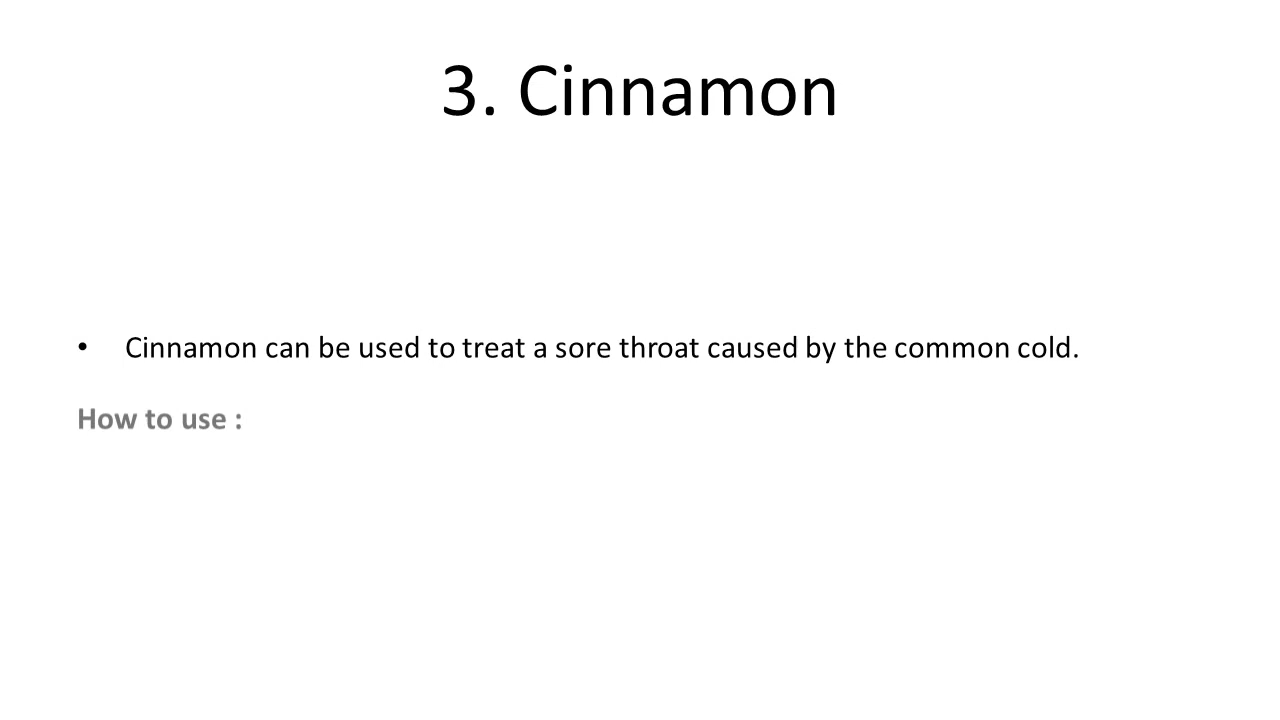 3. Cinnamon
• Cinnamon can be used to treat a sore throat caused by the common cold.
How to use :